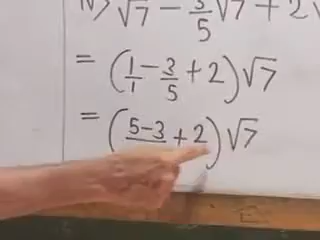 √7 − 3/5 √7 + 2
= (1/1 − 3/5 + 2) √7
= (5−3/ + 2) √7